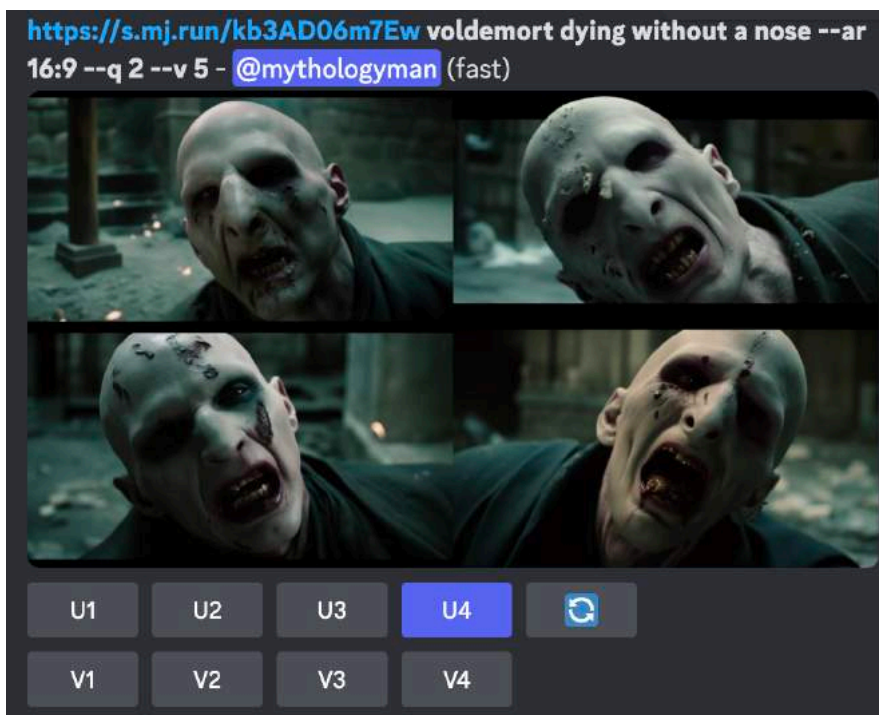 https://s.mj.run/kb3AD06m7Ew voldemort dying without a nose --ar
16:9 --q 2 --v 5 - @mythologyman (fast)
U1 U2 U3 U4
V1 V2 V3 V4